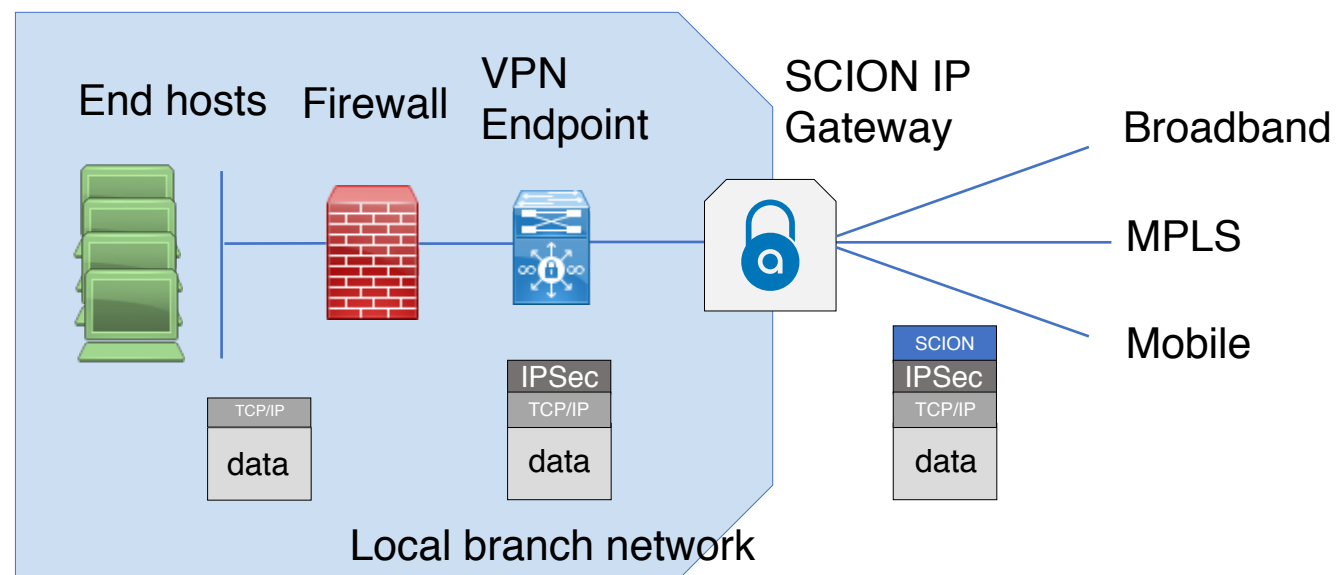 End hosts
Firewall
VPN
Endpoint
SCION IP
Gateway
Broadband
MPLS
Mobile
a
TCP/IP
data
IPSec
TCP/IP
data
SCION
IPSec
TCP/IP
data
Local branch network